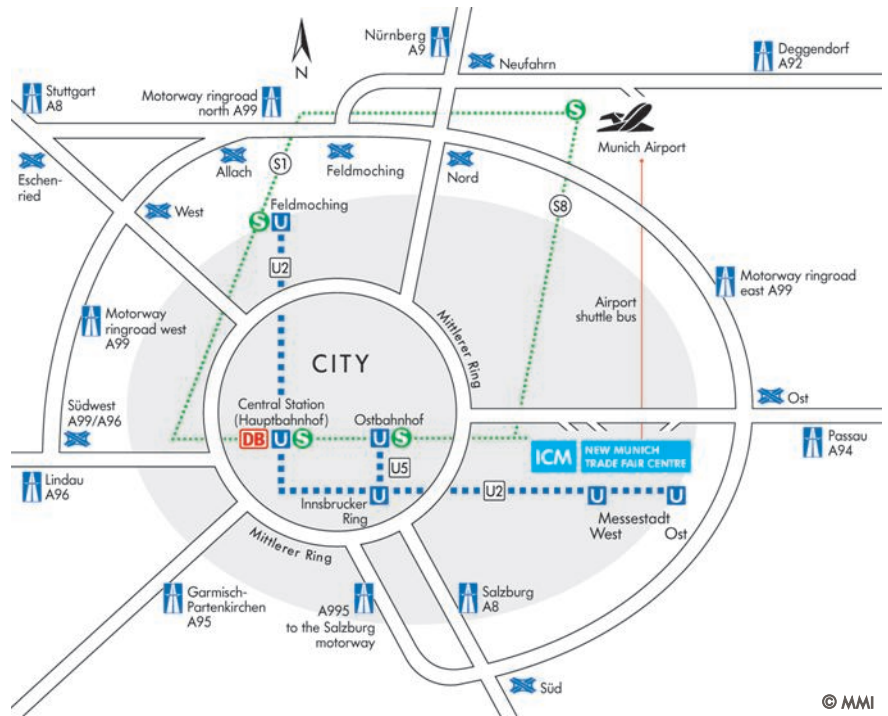 Nürnberg
A9
Neufahrn
Deggendorf
A92
N
Stuttgart
A8
Motorway ringroad
north A99
S
Munich Airport
Eschen-
ried
Allach
S1
Feldmoching
Nord
West
S
U
Feldmoching
S8
U2
Motorway ringroad
east A99
Airport
shuttle bus
Motorway
ringroad west
A99
Mittlerer Ring
CITY
Südwest
A99/A96
Central Station
(Hauptbahnhof)
Ostbahnhof
Ost
DB
U
S
U
S
Passau
A94
ICM
NEW MUNICH
TRADE FAIR CENTRE
U5
Lindau
A96
Innsbrucker
Ring
U
U2
U
U
Messestadt
West
Ost
Mittlerer Ring
Garmisch-
Partenkirchen
A95
A995
to the Salzburg
motorway
Salzburg
A8
Süd
© MMI